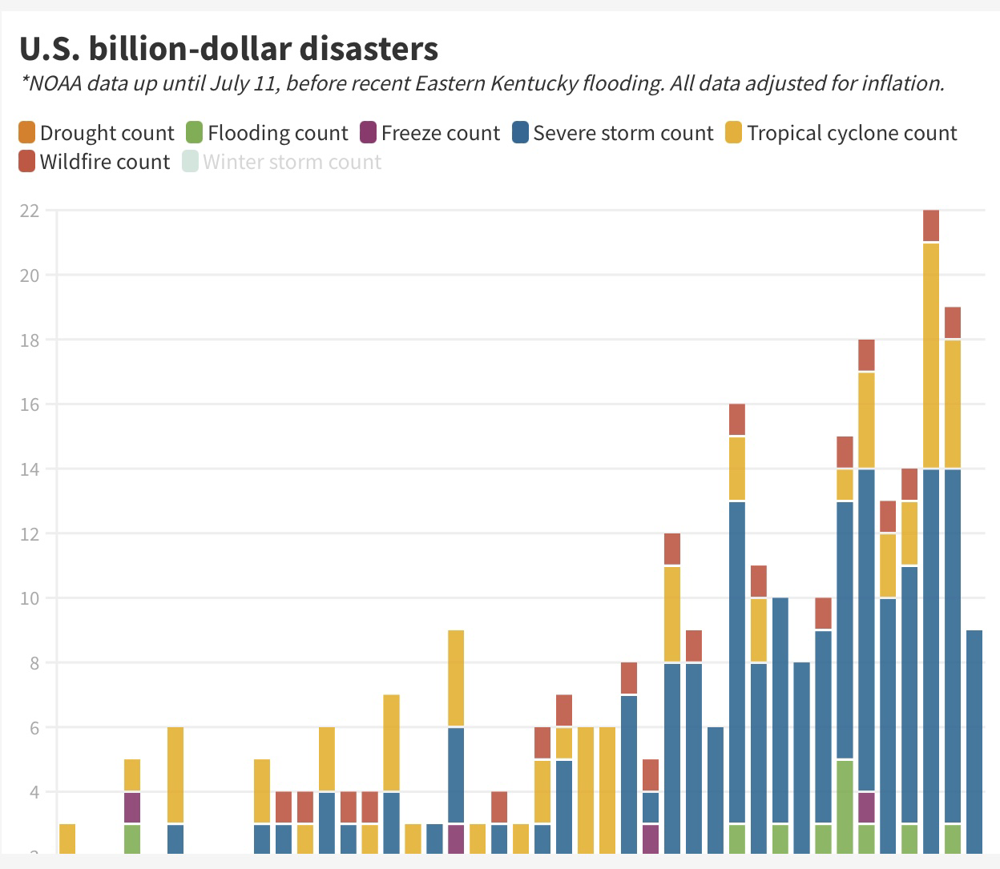 U.S. billion-dollar disasters
*NOAA data up until July 11, before recent Eastern Kentucky flooding. All data adjusted for inflation.
Drought count Flooding count Freeze count Severe storm count Tropical cyclone count
Wildfire count Winter storm count
22
20
18
16
14
12
10
8
6
4